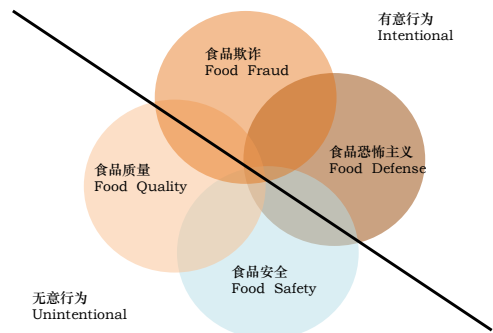 有意行为
Intentional
食品欺诈
Food Fraud
食品恐怖主义
Food Defense
食品质量
Food Quality
食品安全
Food Safety
无意行为
Unintentional